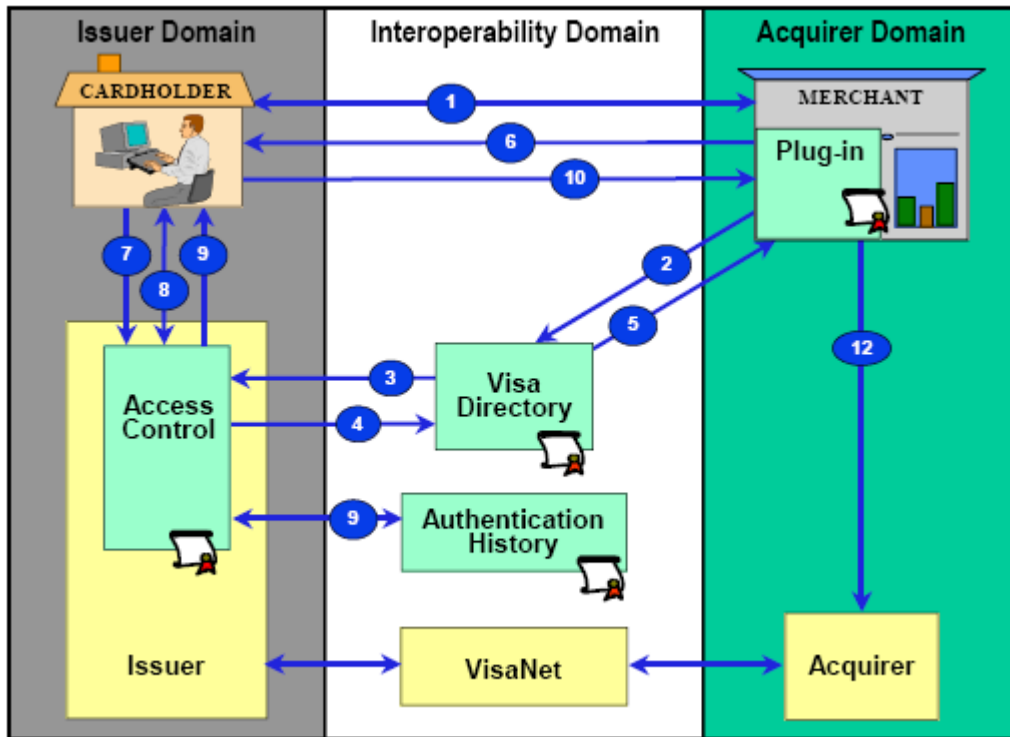 Issuer Domain
Interoperability Domain
Acquirer Domain
CARDHOLDER
MERCHANT
Plug-in
1
6
10
7
8
9
2
5
12
3
4
Access
Control
Visa
Directory
9
Authentication
History
Issuer
VisaNet
Acquirer